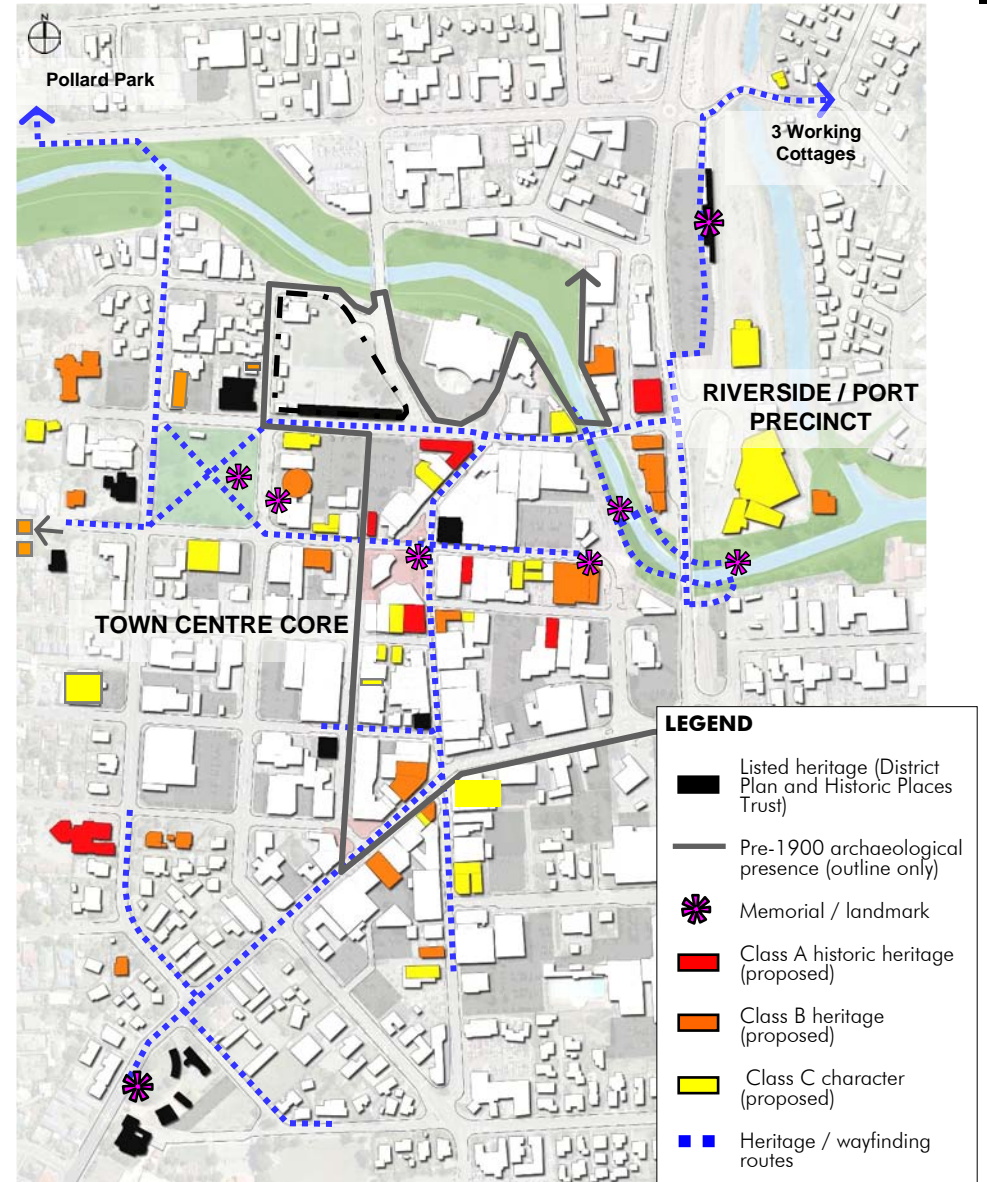 N
Pollard Park
3 Working
Cottages
RIVERSIDE / PORT
PRECINCT
TOWN CENTRE CORE
LEGEND
Listed heritage (District
Plan and Historic Places
Trust)
Pre-1900 archaeological
presence (outline only)
Memorial / landmark
Class A historic heritage
(proposed)
Class B heritage
(proposed)
Class C character
(proposed)
Heritage / wayfinding
routes